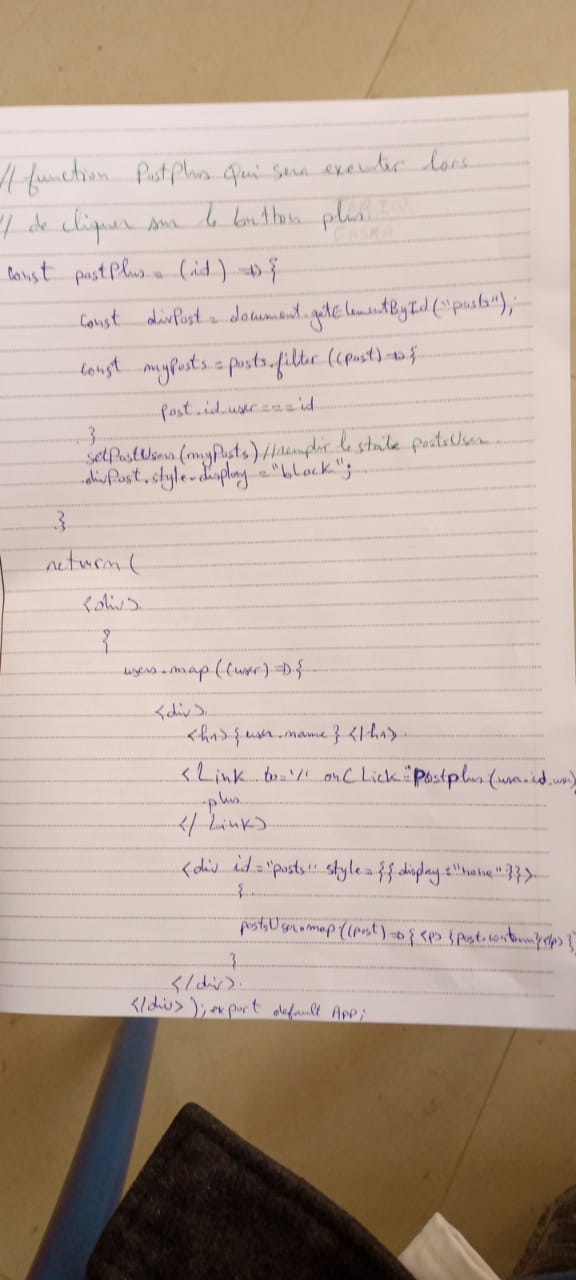 // function PostPlus qui sera executer lors
// de cliquer sur le button plus
const postPlus = (id) => {
const divPost = document.getElementById("posts");
const myPosts = posts.filter((post) => {
post.id_user === id
}
setPostUsers(myPosts) //remplir le state postsUser
divPost.style.display = "block";
}
return(
<div>
{
users.map((user) => {
<div>
<h1>{user.name}</h1>
<Link to='/' onClick="Postplus(user.id_user)
plus
</Link>
<div id="posts" style={{display:"none"}}>
{
postsUser.map((post) => { <p>{post.contenu}</p> }
}
</div>
</div>); export default App;